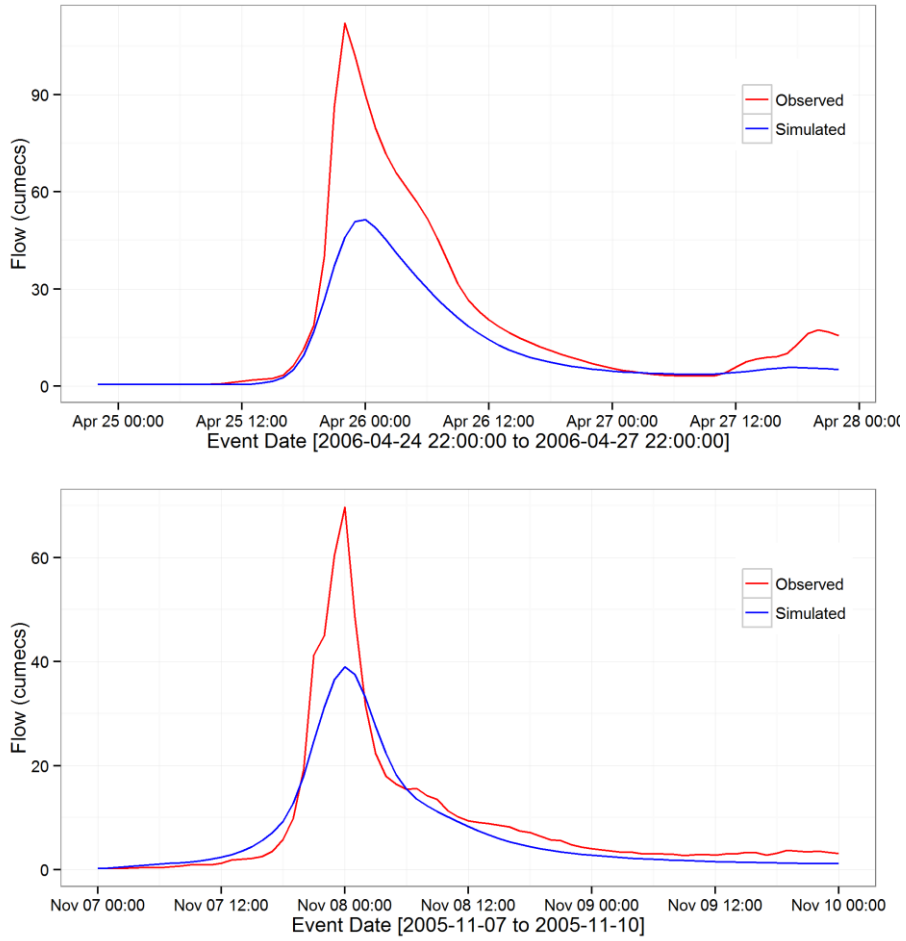 90
60
30
0
Flow (cumecs)
Observed
Simulated
Apr 25 00:00 Apr 25 12:00 Apr 26 00:00 Apr 26 12:00 Apr 27 00:00 Apr 27 12:00 Apr 28 00:00
Event Date [2006-04-24 22:00:00 to 2006-04-27 22:00:00]
60
40
20
0
Flow (cumecs)
Observed
Simulated
Nov 07 00:00 Nov 07 12:00 Nov 08 00:00 Nov 08 12:00 Nov 09 00:00 Nov 09 12:00 Nov 10 00:00
Event Date [2005-11-07 to 2005-11-10]